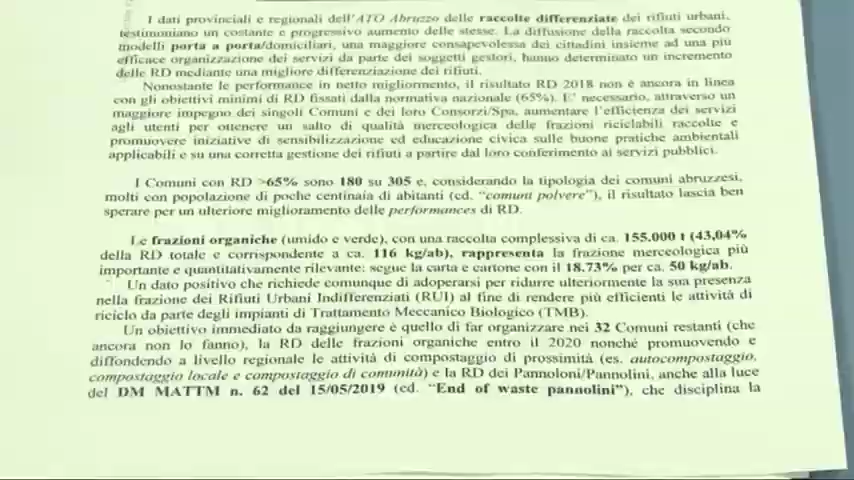 I dati provinciali e regionali dell'ATO Abruzzo delle raccolte differenziate dei rifiuti urbani,
testimoniano un costante e progressivo aumento delle stesse. La diffusione della raccolta secondo
modelli porta a porta/domiciliari, una maggiore consapevolessa dei cittadini insieme ad una più
efficace organizzazione dei servizi da parte dei soggetti gestori, hanno determinato un incremento
delle RD mediante una migliore differenziazione dei rifiuti.
Nonostante le performance in netto migliormento, il risultato RD 2018 non è ancora in linea
con gli obiettivi minimi di RD fissati dalla normativa nazionale (65%). E' necessario, attraverso un
maggiore impegno dei singoli Comuni e dei loro Consorzi/Spa, aumentare l'efficienza dei servizi
agli utenti per ottenere un salto di qualità merceologica delle frazioni riciclabili raccolte e
promuovere iniziative di sensibilizzazione ed educazione civica sulle buone pratiche ambientali
applicabili e su una corretta gestione dei rifiuti a partire dal loro conferimento ai servizi pubblici.
I Comuni con RD >65% sono 180 su 305 e, considerando la tipologia dei comuni abruzzesi,
molti con popolazione di poche centinaia di abitanti (cd. "comuni polvere"), il risultato lascia ben
sperare per un ulteriore miglioramento delle performances di RD.
Le frazioni organiche (umido e verde), con una raccolta complessiva di ca. 155.000 t (43,04%
della RD totale e corrispondente a ca. 116 kg/ab), rappresenta la frazione merceologica più
importante e quantitativamente rilevante: segue la carta e cartone con il 18.73% per ca. 50 kg/ab.
Un dato positivo che richiede comunque di adoperarsi per ridurre ulteriormente la sua presenza
nella frazione dei Rifiuti Urbani Indifferenziati (RUI) al fine di rendere più efficienti le attività di
riciclo da parte degli impianti di Trattamento Meccanico Biologico (TMB).
Un obiettivo immediato da raggiungere è quello di far organizzare nei 32 Comuni restanti (che
ancora non lo fanno), la RD delle frazioni organiche entro il 2020 nonché promuovendo e
diffondendo a livello regionale le attività di compostaggio di prossimità (es. autocompostaggio,
compostaggio locale e compostaggio di comunità) e la RD dei Pannoloni/Pannolini, anche alla luce
del DM MATTM n. 62 del 15/05/2019 (cd. "End of waste pannolini"), che disciplina la